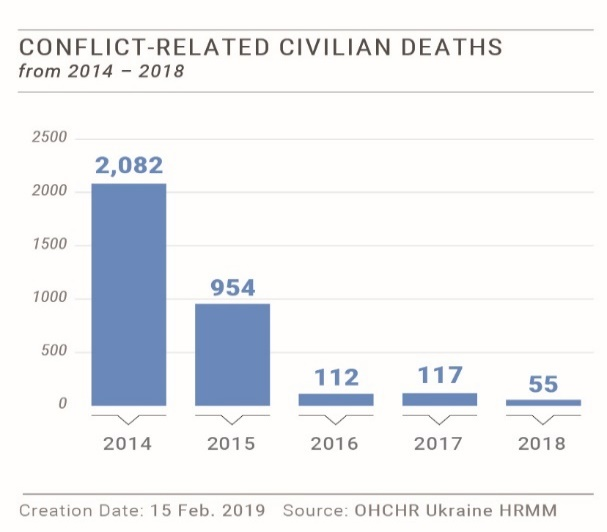 CONFLICT-RELATED CIVILIAN DEATHS
from 2014 – 2018
2500
2,082
2000
1500
1000
954
500
112
117
55
0
2014 2015 2016 2017 2018
Creation Date: 15 Feb. 2019 Source: OHCHR Ukraine HRMM